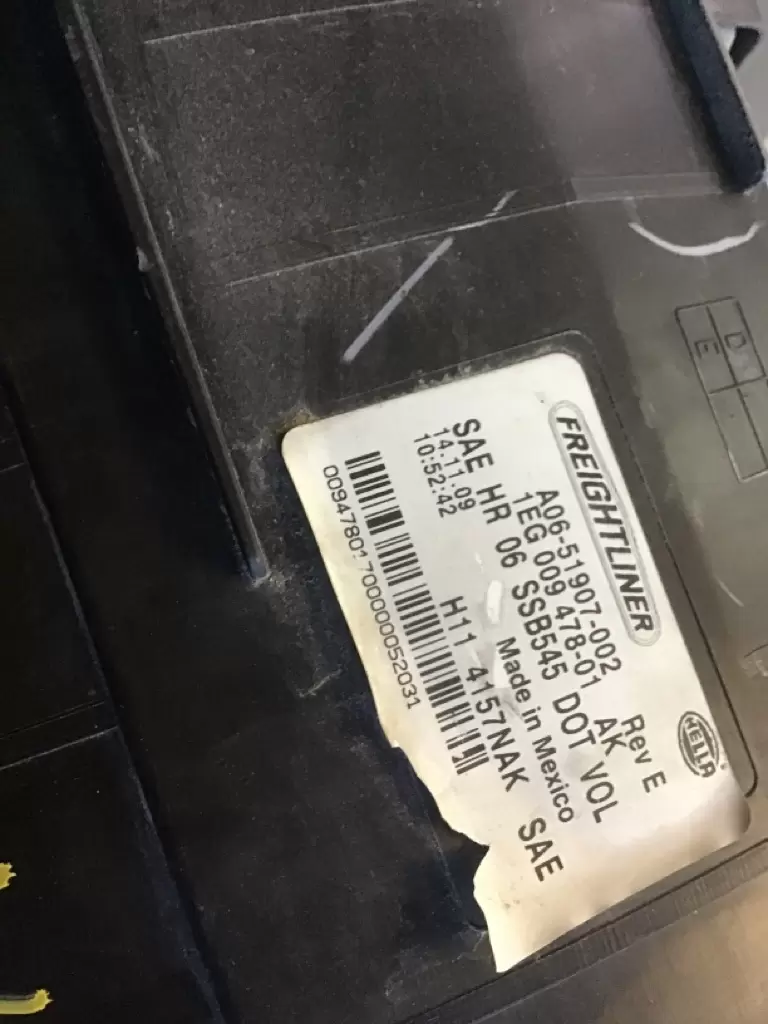 FREIGHTLINER
HELLA
A06-51907-002 Rev E
1EG 009 478-01 AK
SAE HR 06 SSB545 DOT VOL
14.11.09 Made in Mexico
10:52:42
H11 4157NAK SAE
00947801700000052031
D
E